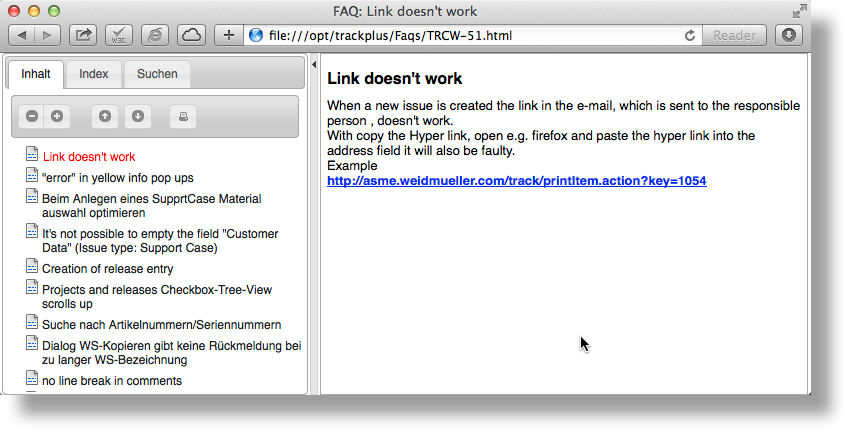 FAQ: Link doesn't work
W3C
file:///opt/trackplus/Faqs/TRCW-51.html
Reader
Inhalt
Index
Suchen
Link doesn't work
"error" in yellow info pop ups
Beim Anlegen eines SupprtCase Material
auswahl optimieren
It's not possible to empty the field "Customer
Data" (Issue type: Support Case)
Creation of release entry
Projects and releases Checkbox-Tree-View
scrolls up
Suche nach Artikelnummern/Seriennummern
Dialog WS-Kopieren gibt keine Rückmeldung bei
zu langer WS-Bezeichnung
no line break in comments
Link doesn't work
When a new issue is created the link in the e-mail, which is sent to the responsible
person , doesn't work.
With copy the Hyper link, open e.g. firefox and paste the hyper link into the
address field it will also be faulty.
Example
http://asme.weidmueller.com/track/printItem.action?key=1054